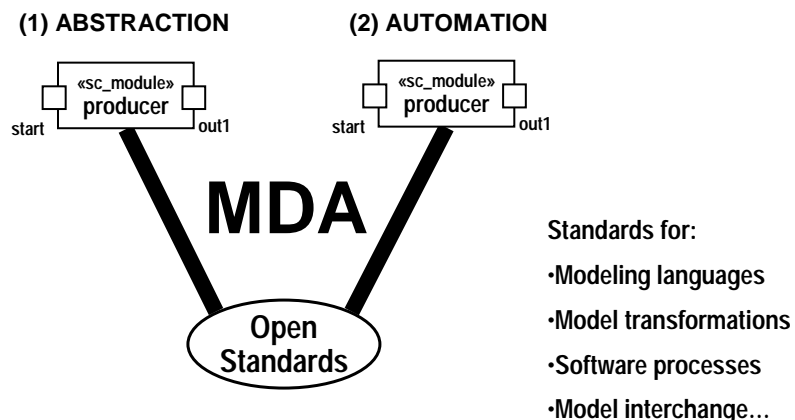 (1) ABSTRACTION
(2) AUTOMATION
«sc_module»
producer
start
out1
«sc_module»
producer
start
out1
MDA
Open
Standards
Standards for:
•Modeling languages
•Model transformations
•Software processes
•Model interchange...